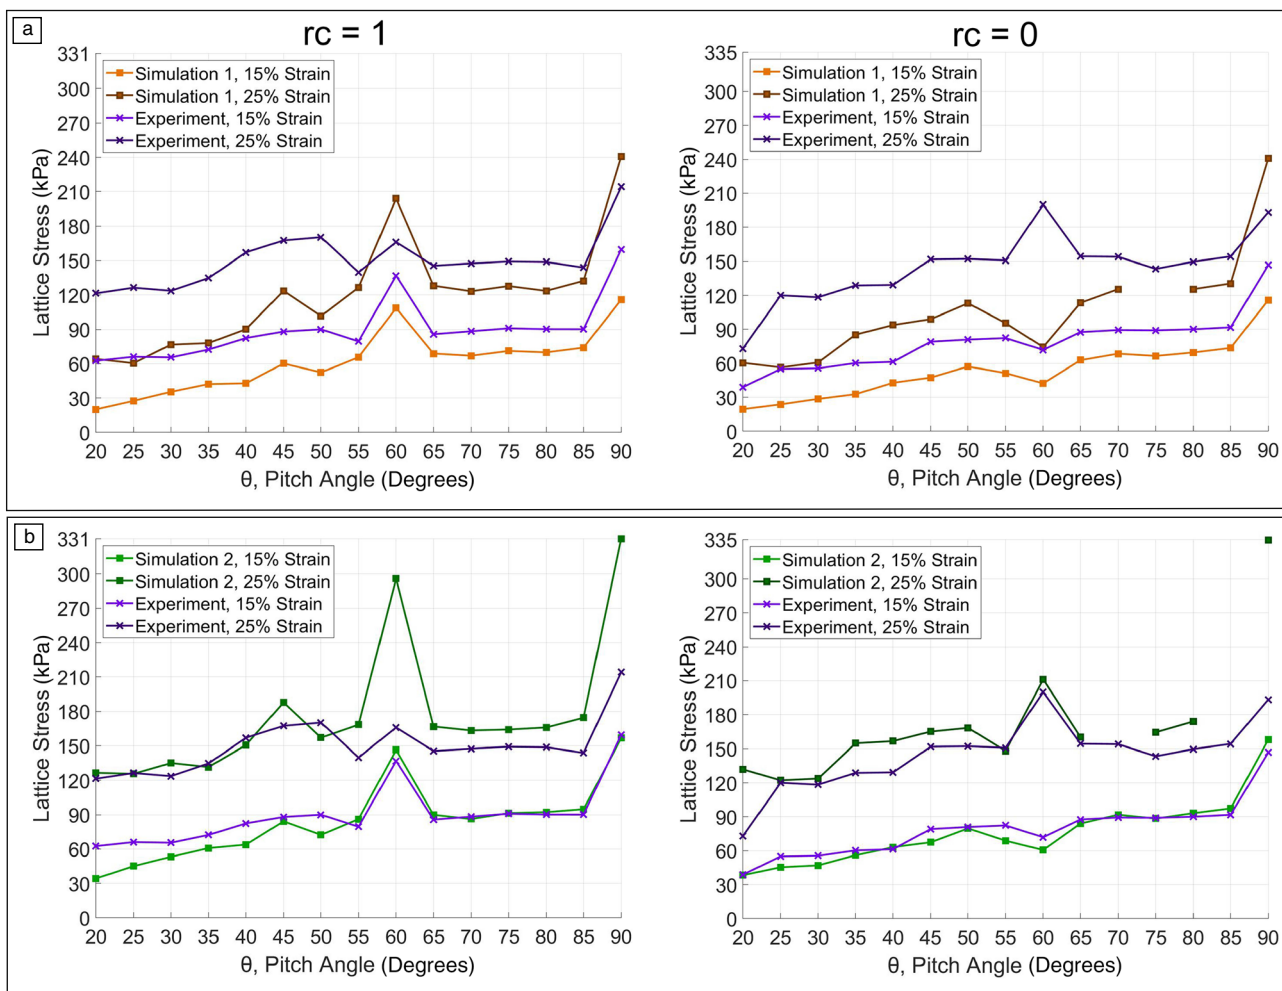 a
rc = 1
rc = 0
331
300
270
240
210
180
150
120
90
60
30
0
Lattice Stress (kPa)
Simulation 1, 15% Strain
Simulation 1, 25% Strain
Experiment, 15% Strain
Experiment, 25% Strain
20 25 30 35 40 45 50 55 60 65 70 75 80 85 90
θ, Pitch Angle (Degrees)
335
300
270
240
210
180
150
120
90
60
30
0
Lattice Stress (kPa)
Simulation 1, 15% Strain
Simulation 1, 25% Strain
Experiment, 15% Strain
Experiment, 25% Strain
20 25 30 35 40 45 50 55 60 65 70 75 80 85 90
θ, Pitch Angle (Degrees)
b
331
300
270
240
210
180
150
120
90
60
30
0
Lattice Stress (kPa)
Simulation 2, 15% Strain
Simulation 2, 25% Strain
Experiment, 15% Strain
Experiment, 25% Strain
20 25 30 35 40 45 50 55 60 65 70 75 80 85 90
θ, Pitch Angle (Degrees)
335
300
270
240
210
180
150
120
90
60
30
0
Lattice Stress (kPa)
Simulation 2, 15% Strain
Simulation 2, 25% Strain
Experiment, 15% Strain
Experiment, 25% Strain
20 25 30 35 40 45 50 55 60 65 70 75 80 85 90
θ, Pitch Angle (Degrees)